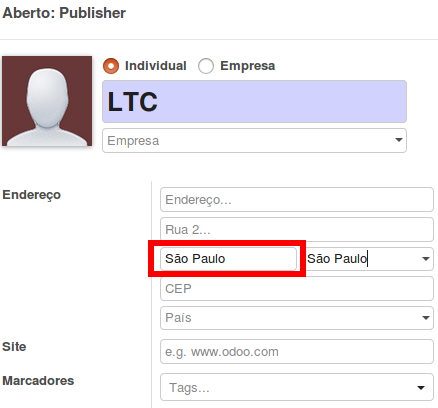 Aberto: Publisher
Individual Empresa
LTC
Empresa
Endereço
Endereço...
Rua 2...
São Paulo São Paulo
CEP
País
Site
e.g. www.odoo.com
Marcadores
Tags...